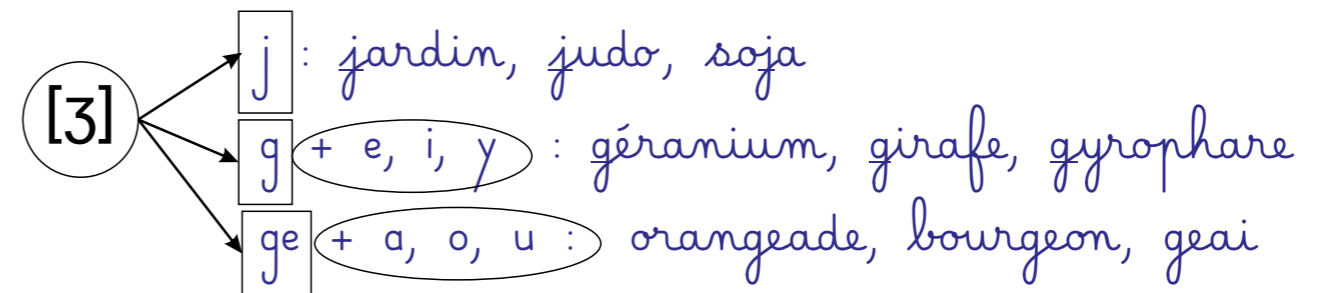 j : jardin, judo, soja
[ʒ]
g + e, i, y : géranium, girafe, gyrophare
ge + a, o, u : orangeade, bourgeon, geai